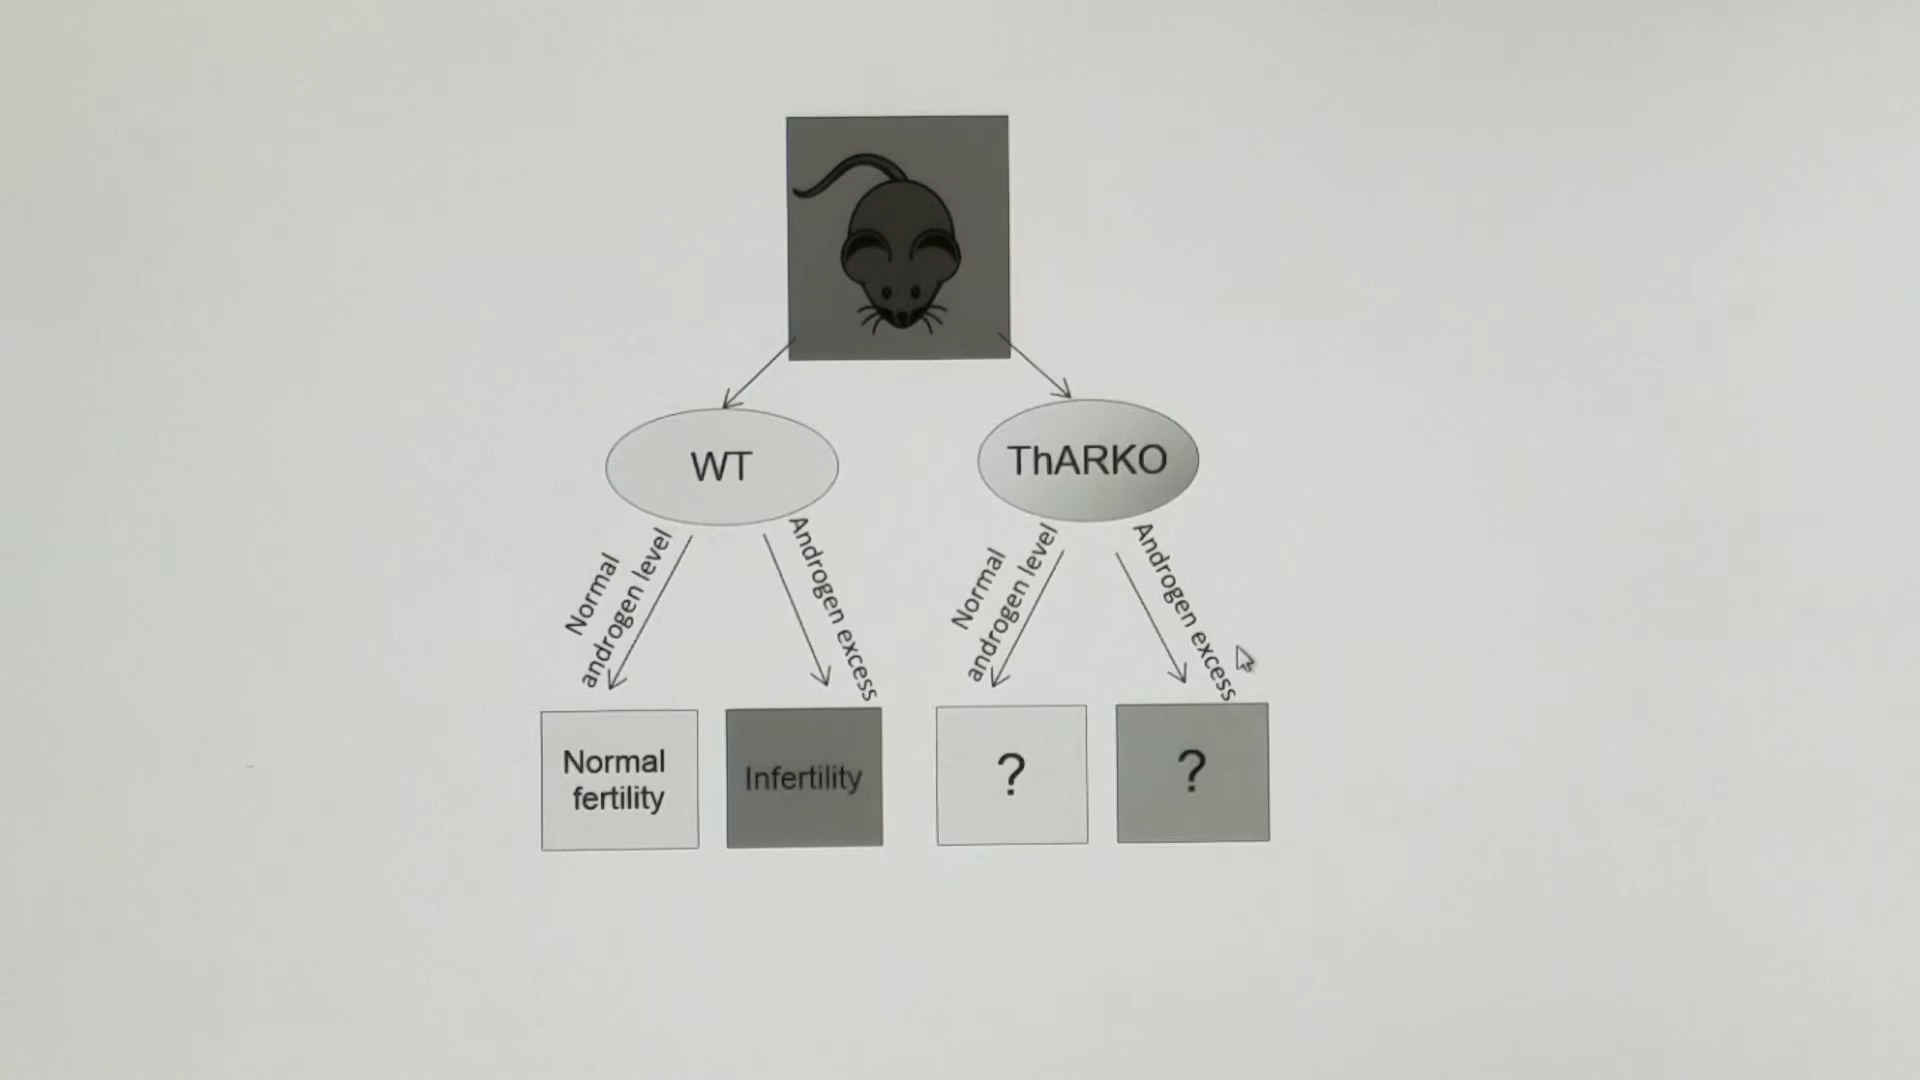 WT
ThARKO
Normal
androgen level
Androgen excess
Normal
androgen level
Androgen excess
Normal
fertility
Infertility
?
?